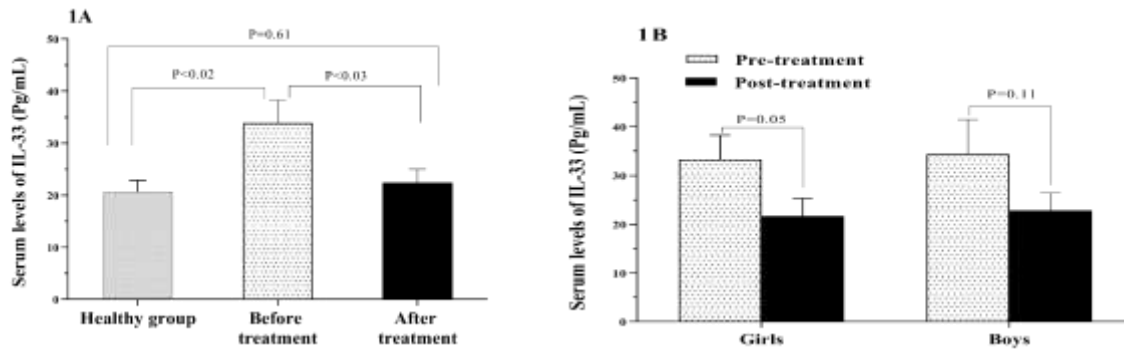 1A
P=0.61
P<0.02
P<0.03
Serum levels of IL-33 (Pg/mL)
50
40
30
20
10
0
Healthy group
Before
treatment
After
treatment
1B
Pre-treatment
Post-treatment
P=0.05
P=0.11
Serum levels of IL-33 (Pg/mL)
50
40
30
20
10
0
Girls
Boys